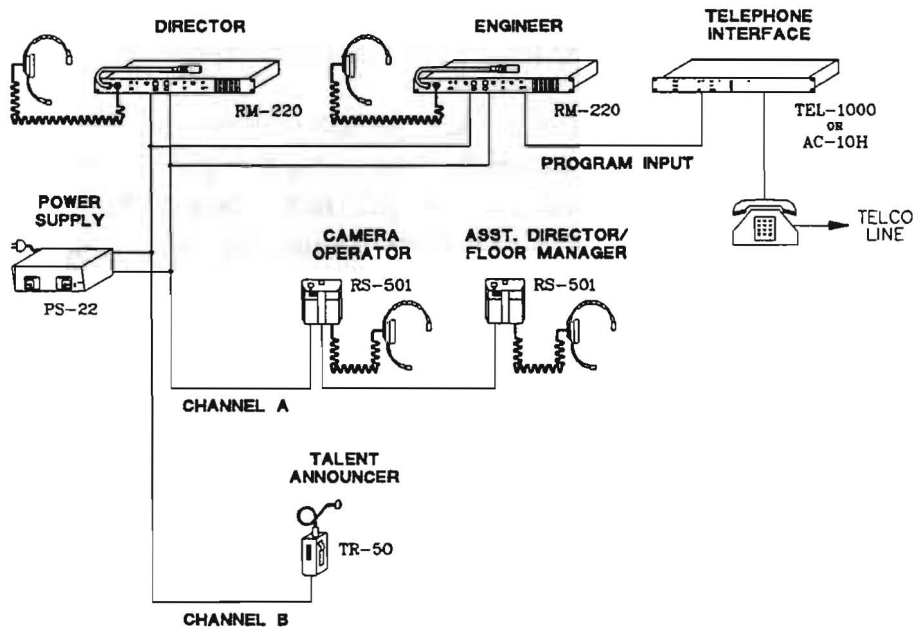 DIRECTOR
ENGINEER
TELEPHONE
INTERFACE
RM-220
RM-220
TEL-1000
OR
AC-10H
PROGRAM INPUT
POWER
SUPPLY
TELCO
LINE
CAMERA
OPERATOR
ASST. DIRECTOR/
FLOOR MANAGER
PS-22
RS-501
RS-501
CHANNEL A
TALENT
ANNOUNCER
TR-50
CHANNEL B